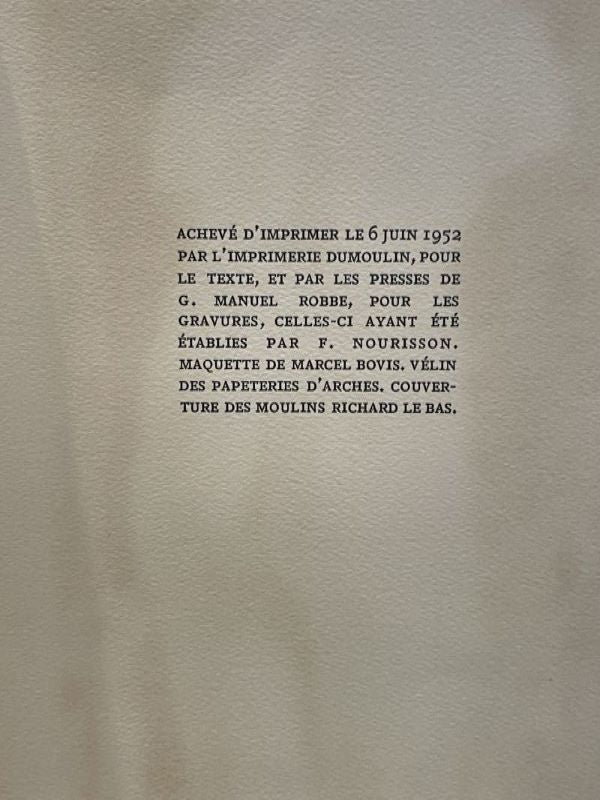 ACHEVÉ D'IMPRIMER LE 6 JUIN 1952
PAR L'IMPRIMERIE DUMOULIN, POUR
LE TEXTE, ET PAR LES PRESSES DE
G. MANUEL ROBBE, POUR LES
GRAVURES, CELLES-CI AYANT ÉTÉ
ÉTABLIES PAR F. NOURISSON.
MAQUETTE DE MARCEL BOVIS. VÉLIN
DES PAPETERIES D'ARCHES. COUVER-
TURE DES MOULINS RICHARD LE BAS.